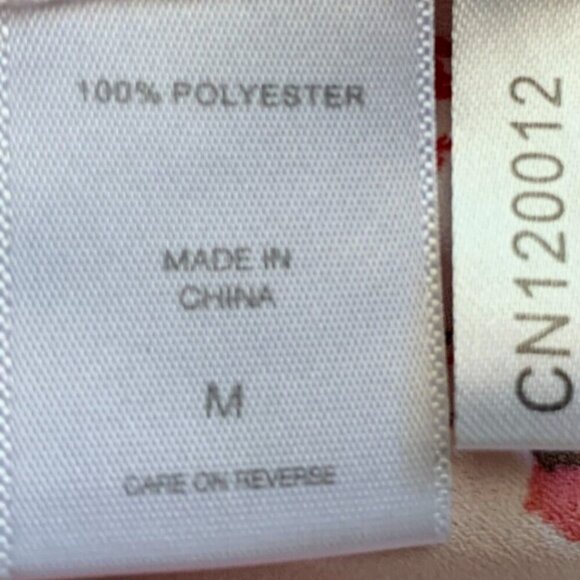 100% POLYESTER
MADE IN
CHINA
M
CARE ON REVERSE
CN120012